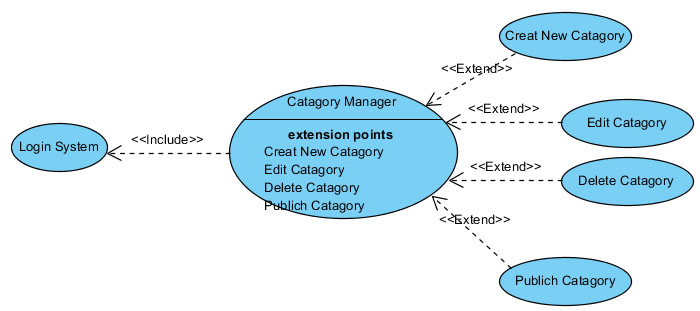 Creat New Catagory
<<Extend>>
Catagory Manager
<<Extend>>
Edit Catagory
extension points
Creat New Catagory
Edit Catagory
Delete Catagory
Publich Catagory
Login System
<<Include>>
<<Extend>>
Delete Catagory
<<Extend>>
Publich Catagory